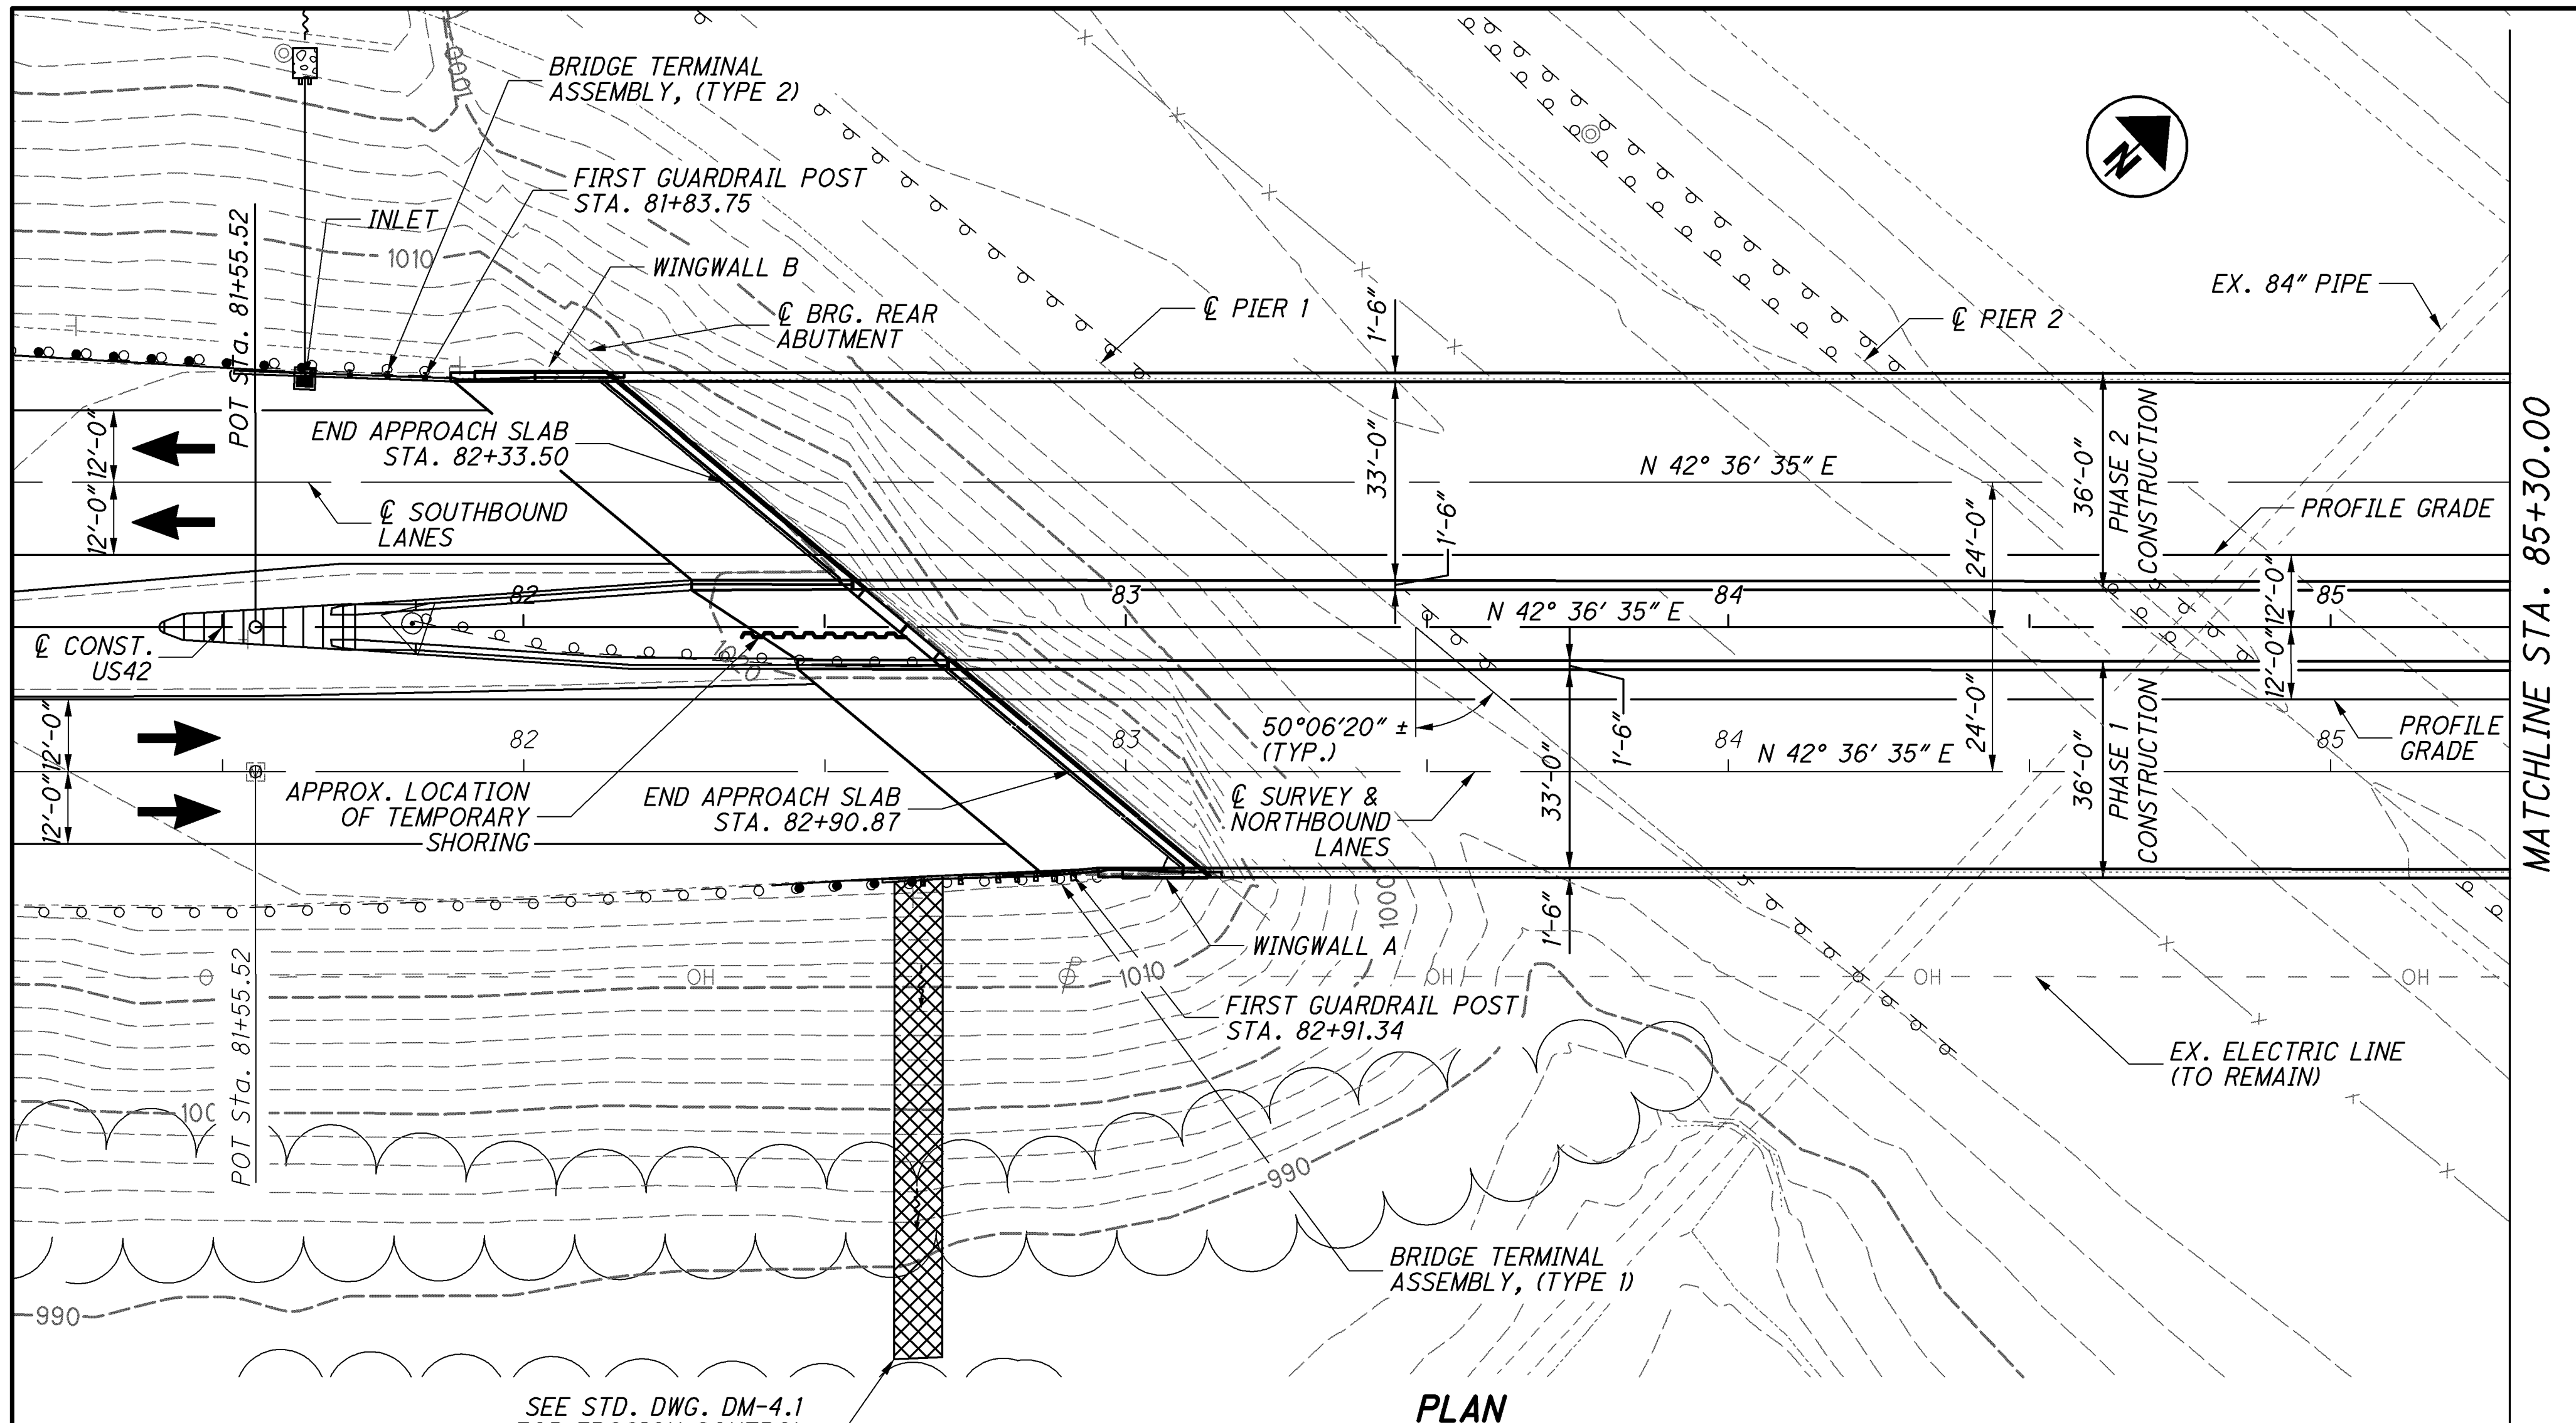 BRIDGE TERMINAL
ASSEMBLY, (TYPE 2)
FIRST GUARDRAIL POST
STA. 81+83.75
INLET
POT Sta. 81+55.52
1010
WINGWALL B
℄ BRG. REAR
ABUTMENT
℄ PIER 1
1'-6"
℄ PIER 2
EX. 84" PIPE
N
000
12'-0"
12'-0"
END APPROACH SLAB
STA. 82+33.50
℄ SOUTHBOUND
LANES
33'-0"
1'-6"
N 42° 36' 35" E
24'-0"
36'-0"
PHASE 2
CONSTRUCTION
PROFILE GRADE
MATCHLINE STA. 85+30.00
℄ CONST.
US42
82
83
84
85
N 42° 36' 35" E
12'-0"
12'-0"
1020
12'-0"
12'-0"
82
83
84
85
50°06'20" ±
(TYP.)
1'-6"
33'-0"
N 42° 36' 35" E
24'-0"
36'-0"
PHASE 1
CONSTRUCTION
PROFILE
GRADE
APPROX. LOCATION
OF TEMPORARY
SHORING
END APPROACH SLAB
STA. 82+90.87
℄ SURVEY &
NORTHBOUND
LANES
1'-6"
1000
WINGWALL A
1010
OH
OH
OH
OH
FIRST GUARDRAIL POST
STA. 82+91.34
EX. ELECTRIC LINE
(TO REMAIN)
POT Sta. 81+55.52
100
990
BRIDGE TERMINAL
ASSEMBLY, (TYPE 1)
990
SEE STD. DWG. DM-4.1
PLAN